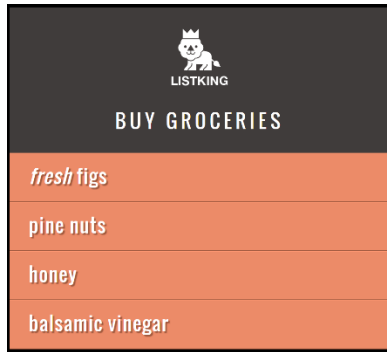 LISTKING
BUY GROCERIES
fresh figs
pine nuts
honey
balsamic vinegar